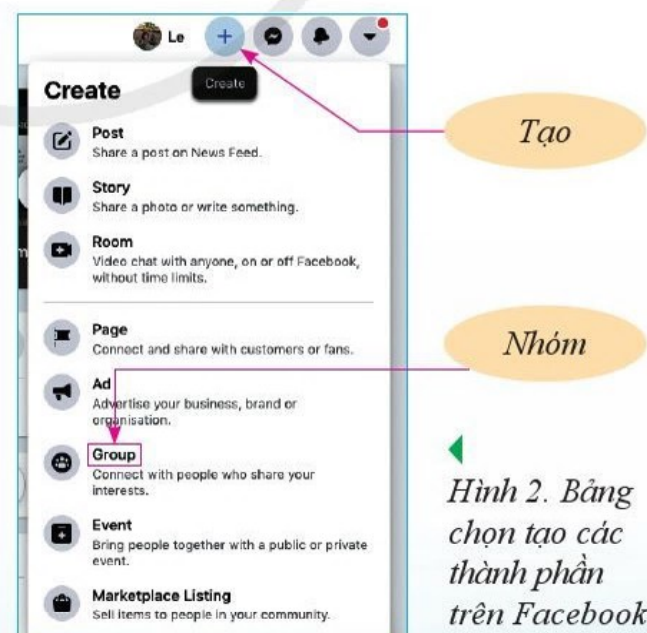 Le
Create
Create
Post
Share a post on News Feed.
Story
Share a photo or write something.
Room
Video chat with anyone, on or off Facebook,
without time limits.
Page
Connect and share with customers or fans.
Ad
Advertise your business, brand or
organisation.
Group
Connect with people who share your
interests.
Event
Bring people together with a public or private
event.
Marketplace Listing
Sell items to people in your community.
Tạo
Nhóm
Hình 2. Bảng
chọn tạo các
thành phần
trên Facebook